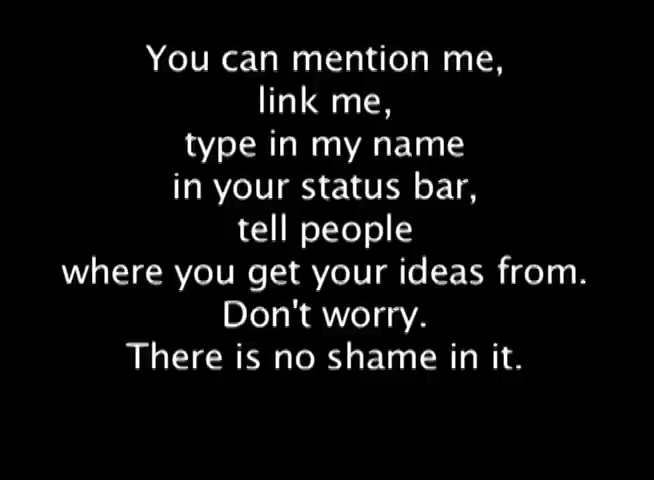 You can mention me,
link me,
type in my name
in your status bar,
tell people
where you get your ideas from.
Don't worry.
There is no shame in it.